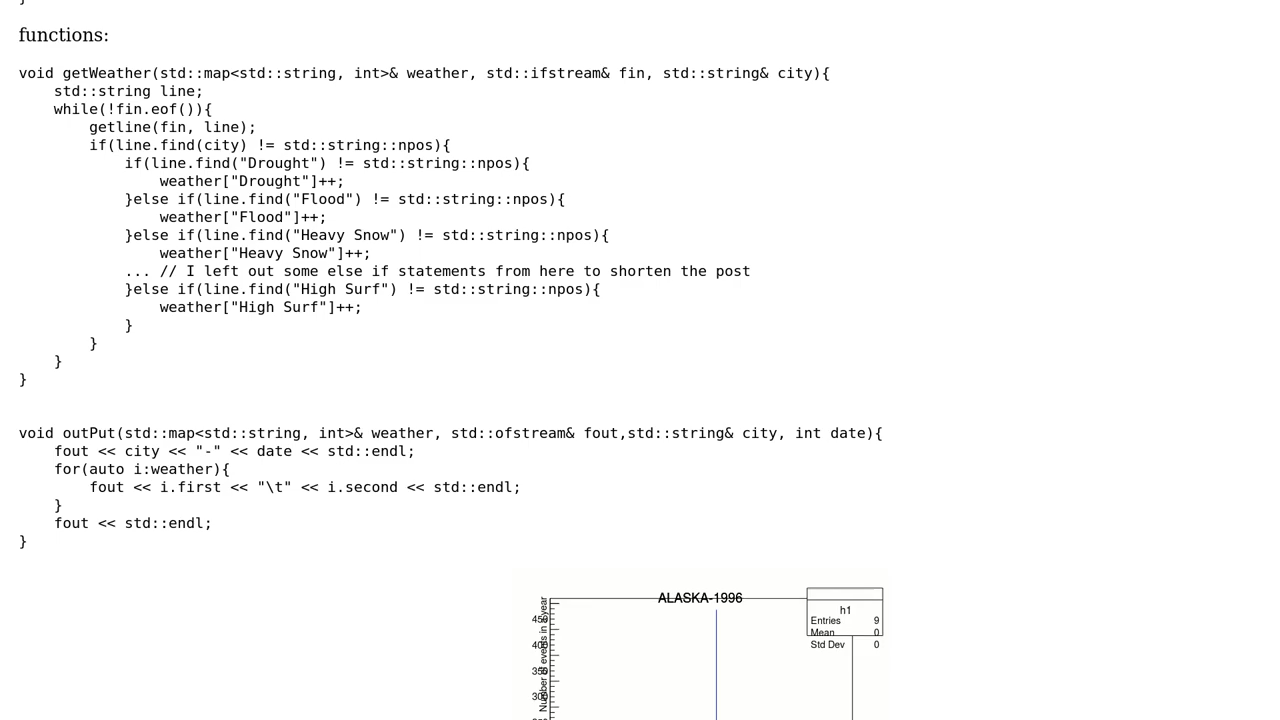 }
functions:
void getWeather(std::map<std::string, int>& weather, std::ifstream& fin, std::string& city){
    std::string line;
    while(!fin.eof()){
        getline(fin, line);
        if(line.find(city) != std::string::npos){
            if(line.find("Drought") != std::string::npos){
                weather["Drought"]++;
            }else if(line.find("Flood") != std::string::npos){
                weather["Flood"]++;
            }else if(line.find("Heavy Snow") != std::string::npos){
                weather["Heavy Snow"]++;
            ... // I left out some else if statements from here to shorten the post
            }else if(line.find("High Surf") != std::string::npos){
                weather["High Surf"]++;
            }
        }
    }
}
void outPut(std::map<std::string, int>& weather, std::ofstream& fout,std::string& city, int date){
    fout << city << "-" << date << std::endl;
    for(auto i:weather){
        fout << i.first << "\t" << i.second << std::endl;
    }
    fout << std::endl;
}
ALASKA-1996
h1
Entries 9
Mean 0
Std Dev 0
Number of events in a year
450
400
350
300